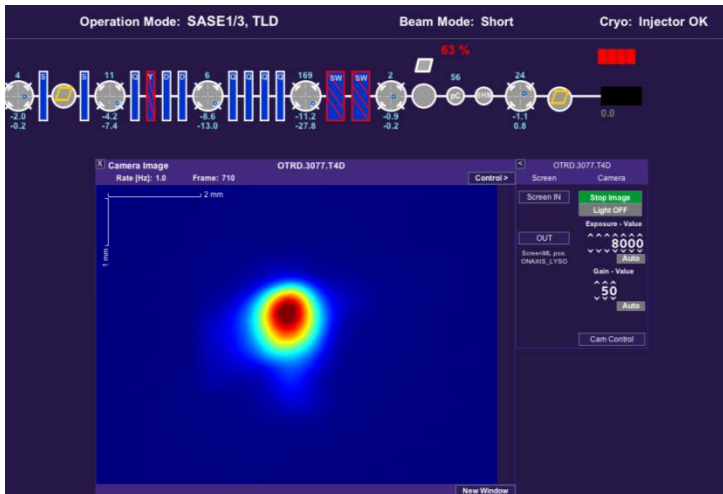 Operation Mode: SASE1/3, TLD Beam Mode: Short Cryo: Injector OK
63 %
4 11 6 169 2 56 24
S S Q Y D D Q Q Q Q SW SW pC BHM
-2.0 -4.2 -8.6 -11.2 -0.9 -1.1 0.0
-0.2 -7.4 -13.0 -27.8 -0.2 0.8
X Camera Image OTRD.3077.T4D
Rate [Hz]: 1.0 Frame: 710 Control >
2 mm
1 mm
New Window
< OTRD.3077.T4D
Screen Camera
Screen IN Stop Image
Light OFF
Exposure - Value
8000
OUT Auto
ScreenML pos:
ONAXIS_LYSO
Gain - Value
50
Auto
Cam Control